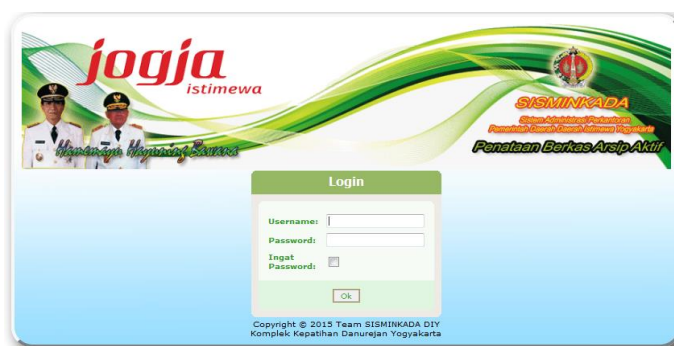 jogja
istimewa
Hamemayu Hayuning Bawana
SISMINKADA
Sistem Administrasi Perkantoran
Pemerintah Daerah Daerah Istimewa Yogyakarta
Penataan Berkas Arsip Aktif
Login
Username:
Password:
Ingat
Password:
Ok
Copyright © 2015 Team SISMINKADA DIY
Komplek Kepatihan Danurejan Yogyakarta